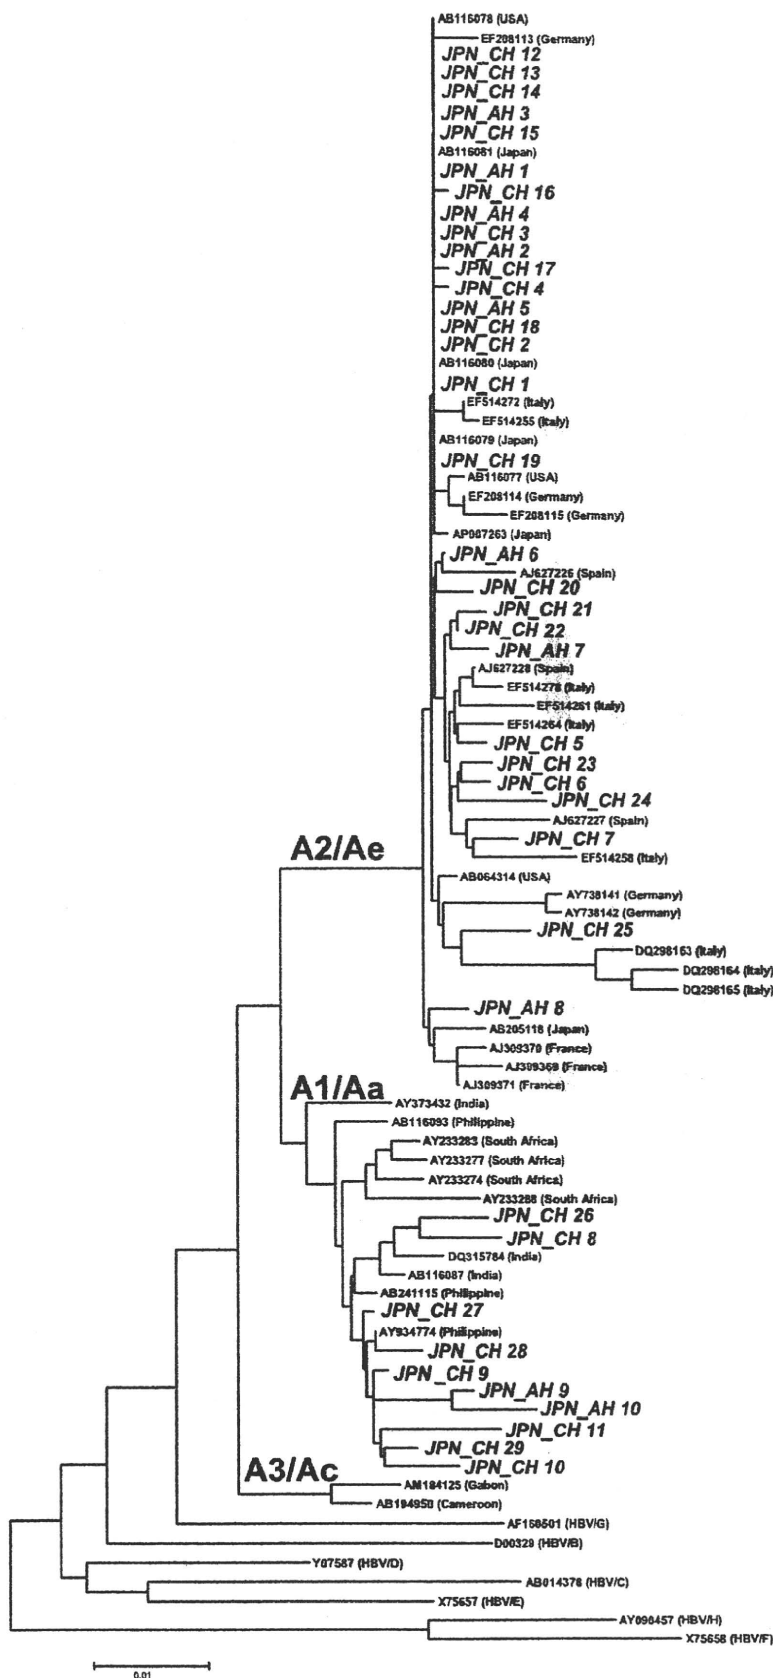 AB116078 (USA)
EF208113 (Germany)
JPN_CH 12
JPN_CH 13
JPN_CH 14
JPN_AH 3
JPN_CH 15
AB116081 (Japan)
JPN_AH 1
JPN_CH 16
JPN_AH 4
JPN_CH 3
JPN_AH 2
JPN_CH 17
JPN_CH 4
JPN_AH 5
JPN_CH 18
JPN_CH 2
AB116080 (Japan)
JPN_CH 1
EF514272 (Italy)
EF514255 (Italy)
AB116079 (Japan)
JPN_CH 19
AB116077 (USA)
EF208114 (Germany)
EF208115 (Germany)
AP007263 (Japan)
JPN_AH 6
AJ627226 (Spain)
JPN_CH 20
JPN_CH 21
JPN_CH 22
JPN_AH 7
AJ627228 (Spain)
EF514278 (Italy)
EF514261 (Italy)
EF514264 (Italy)
JPN_CH 5
JPN_CH 23
JPN_CH 6
JPN_CH 24
AJ627227 (Spain)
JPN_CH 7
A2/Ae
EF514258 (Italy)
AB064314 (USA)
AY738141 (Germany)
AY738142 (Germany)
JPN_CH 25
DQ298163 (Italy)
DQ298164 (Italy)
DQ298165 (Italy)
JPN_AH 8
AB205118 (Japan)
AJ309370 (France)
AJ309369 (France)
AJ309371 (France)
A1/Aa
AY373432 (India)
AB116093 (Philippine)
AY233283 (South Africa)
AY233277 (South Africa)
AY233274 (South Africa)
AY233288 (South Africa)
JPN_CH 26
JPN_CH 8
DQ315784 (India)
AB116087 (India)
AB241115 (Philippine)
JPN_CH 27
AY934774 (Philippine)
JPN_CH 28
JPN_CH 9
JPN_AH 9
JPN_AH 10
JPN_CH 11
JPN_CH 29
JPN_CH 10
A3/Ac
AM184125 (Gabon)
AB194950 (Cameroon)
AF160501 (HBV/G)
D00329 (HBV/B)
Y07587 (HBV/D)
AB014378 (HBV/C)
X75657 (HBV/E)
AY090457 (HBV/H)
X75658 (HBV/F)
0.01